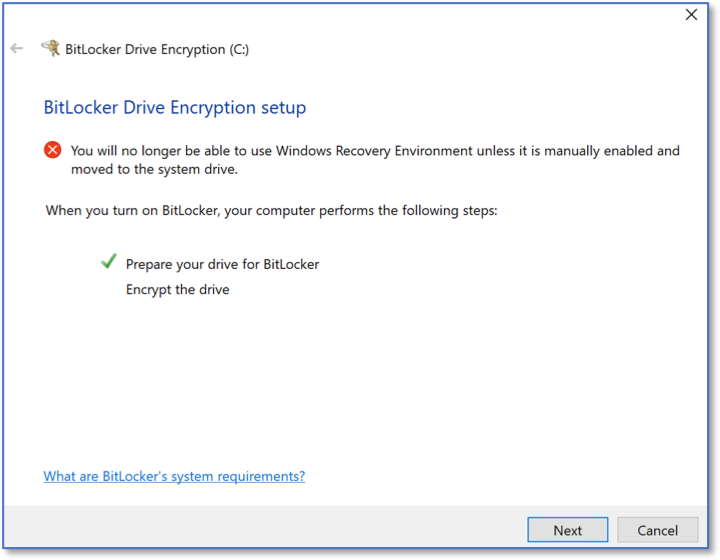 BitLocker Drive Encryption (C:)
BitLocker Drive Encryption setup
You will no longer be able to use Windows Recovery Environment unless it is manually enabled and
moved to the system drive.
When you turn on BitLocker, your computer performs the following steps:
Prepare your drive for BitLocker
Encrypt the drive
What are BitLocker's system requirements?
Next
Cancel